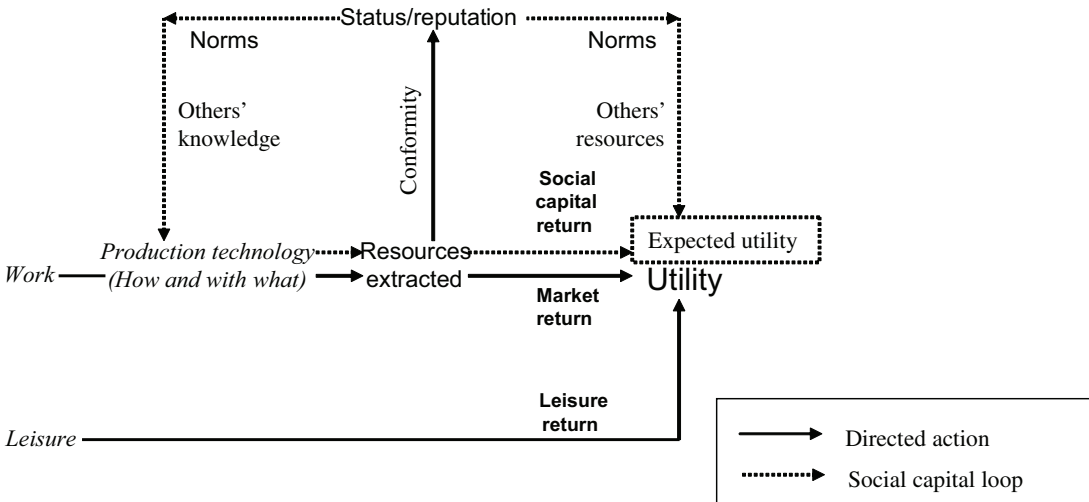 Status/reputation
Norms
Norms
Others'
knowledge
Conformity
Others'
resources
Social
capital
return
Expected utility
Production technology
(How and with what)
Resources
extracted
Work
Utility
Market
return
Leisure
return
Leisure
Directed action
Social capital loop